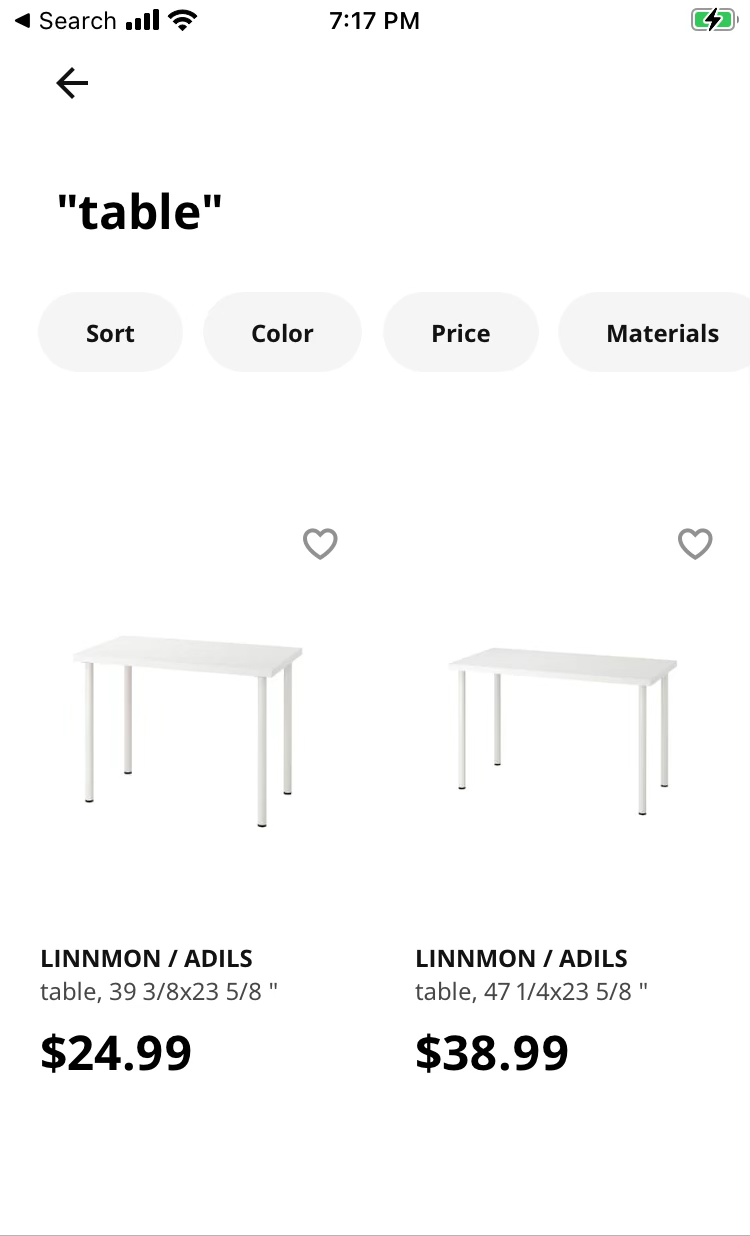 Search
7:17 PM
"table"
Sort
Color
Price
Materials
LINNMON / ADILS
table, 39 3/8x23 5/8 "
$24.99
LINNMON / ADILS
table, 47 1/4x23 5/8 "
$38.99